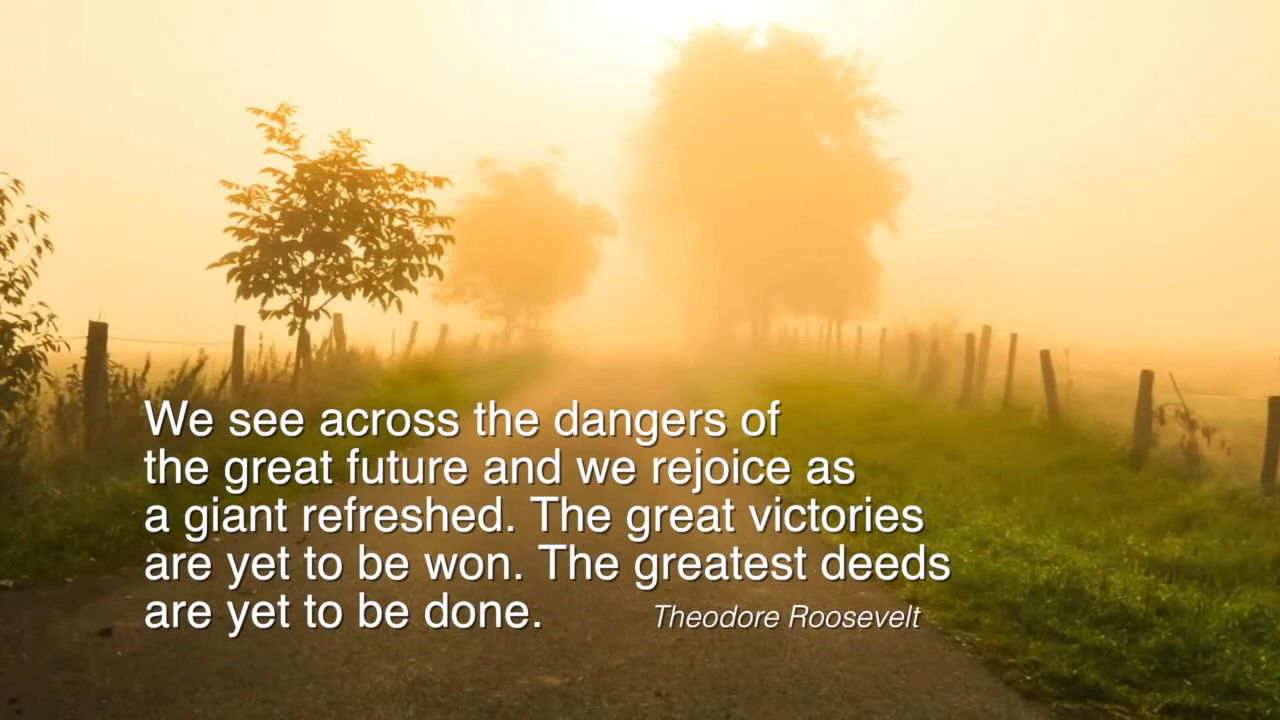 We see across the dangers of
the great future and we rejoice as
a giant refreshed. The great victories
are yet to be won. The greatest deeds
are yet to be done.
Theodore Roosevelt